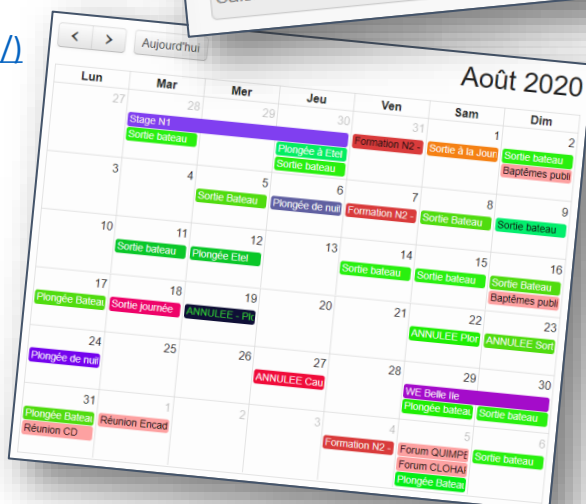 /)
Aujourd'hui
Août 2020
Lun Mar Mer Jeu Ven Sam Dim
27 28 29 30 31 1 2
Stage N1 Formation N2 - Sortie à la Jour Sortie bateau
Sortie bateau Plongée à Etel Baptêmes publi
Sortie bateau
3 4 5 6 7 8 9
Sortie Bateau Plongée de nuit Formation N2 - Sortie Bateau Sortie bateau
10 11 12 13 14 15 16
Sortie bateau Plongée Etel Sortie bateau Sortie bateau Sortie Bateau
Baptêmes publi
17 18 19 20 21 22 23
Plongée Bateau Sortie journée ANNULEE - Plo ANNULEE Plon ANNULEE Sort
24 25 26 27 28 29 30
Plongée de nuit ANNULEE Cau WE Belle Ile
Plongée bateau Sortie bateau
31 1 2 3 4 5 6
Plongée Bateau Réunion Encad Formation N2 - Forum QUIMPE Sortie bateau
Réunion CD Forum CLOHAI
Plongée Bateau